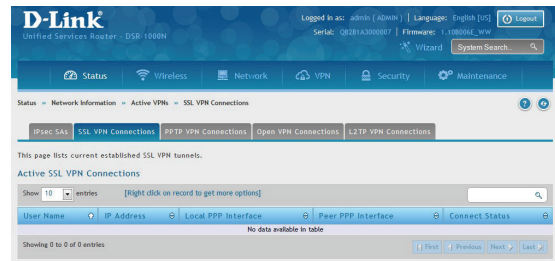 D-Link
Unified Services Router - DSR-1000N
Logged in as: admin ( ADMIN ) | Language: English [US]
Logout
Serial: QB2B1A3000007 | Firmware: 1.10B006E_WW
Wizard
System Search...
Status
Wireless
Network
VPN
Security
Maintenance
Status » Network Information » Active VPNs » SSL VPN Connections
IPsec SAs
SSL VPN Connections
PPTP VPN Connections
Open VPN Connections
L2TP VPN Connections
This page lists current established SSL VPN tunnels.
Active SSL VPN Connections
Show 10 entries
[Right click on record to get more options]
User Name
IP Address
Local PPP Interface
Peer PPP Interface
Connect Status
No data available in table
Showing 0 to 0 of 0 entries
First
Previous
Next
Last